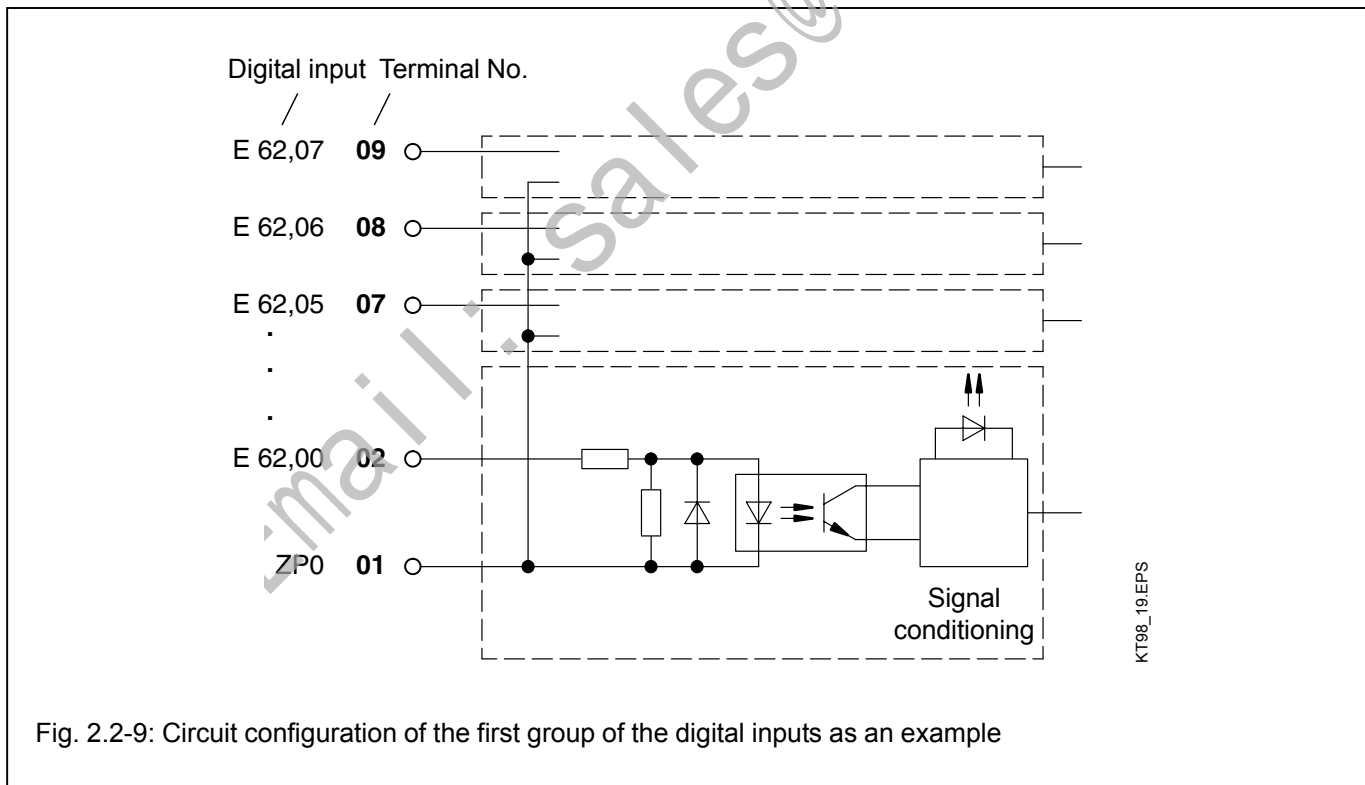 Digital input Terminal No.
E 62,07 09
E 62,06 08
E 62,05 07
.
.
.
E 62,00 02
ZP0 01
Signal
conditioning
KT98_19.EPS
Fig. 2.2-9: Circuit configuration of the first group of the digital inputs as an example
email: sales@